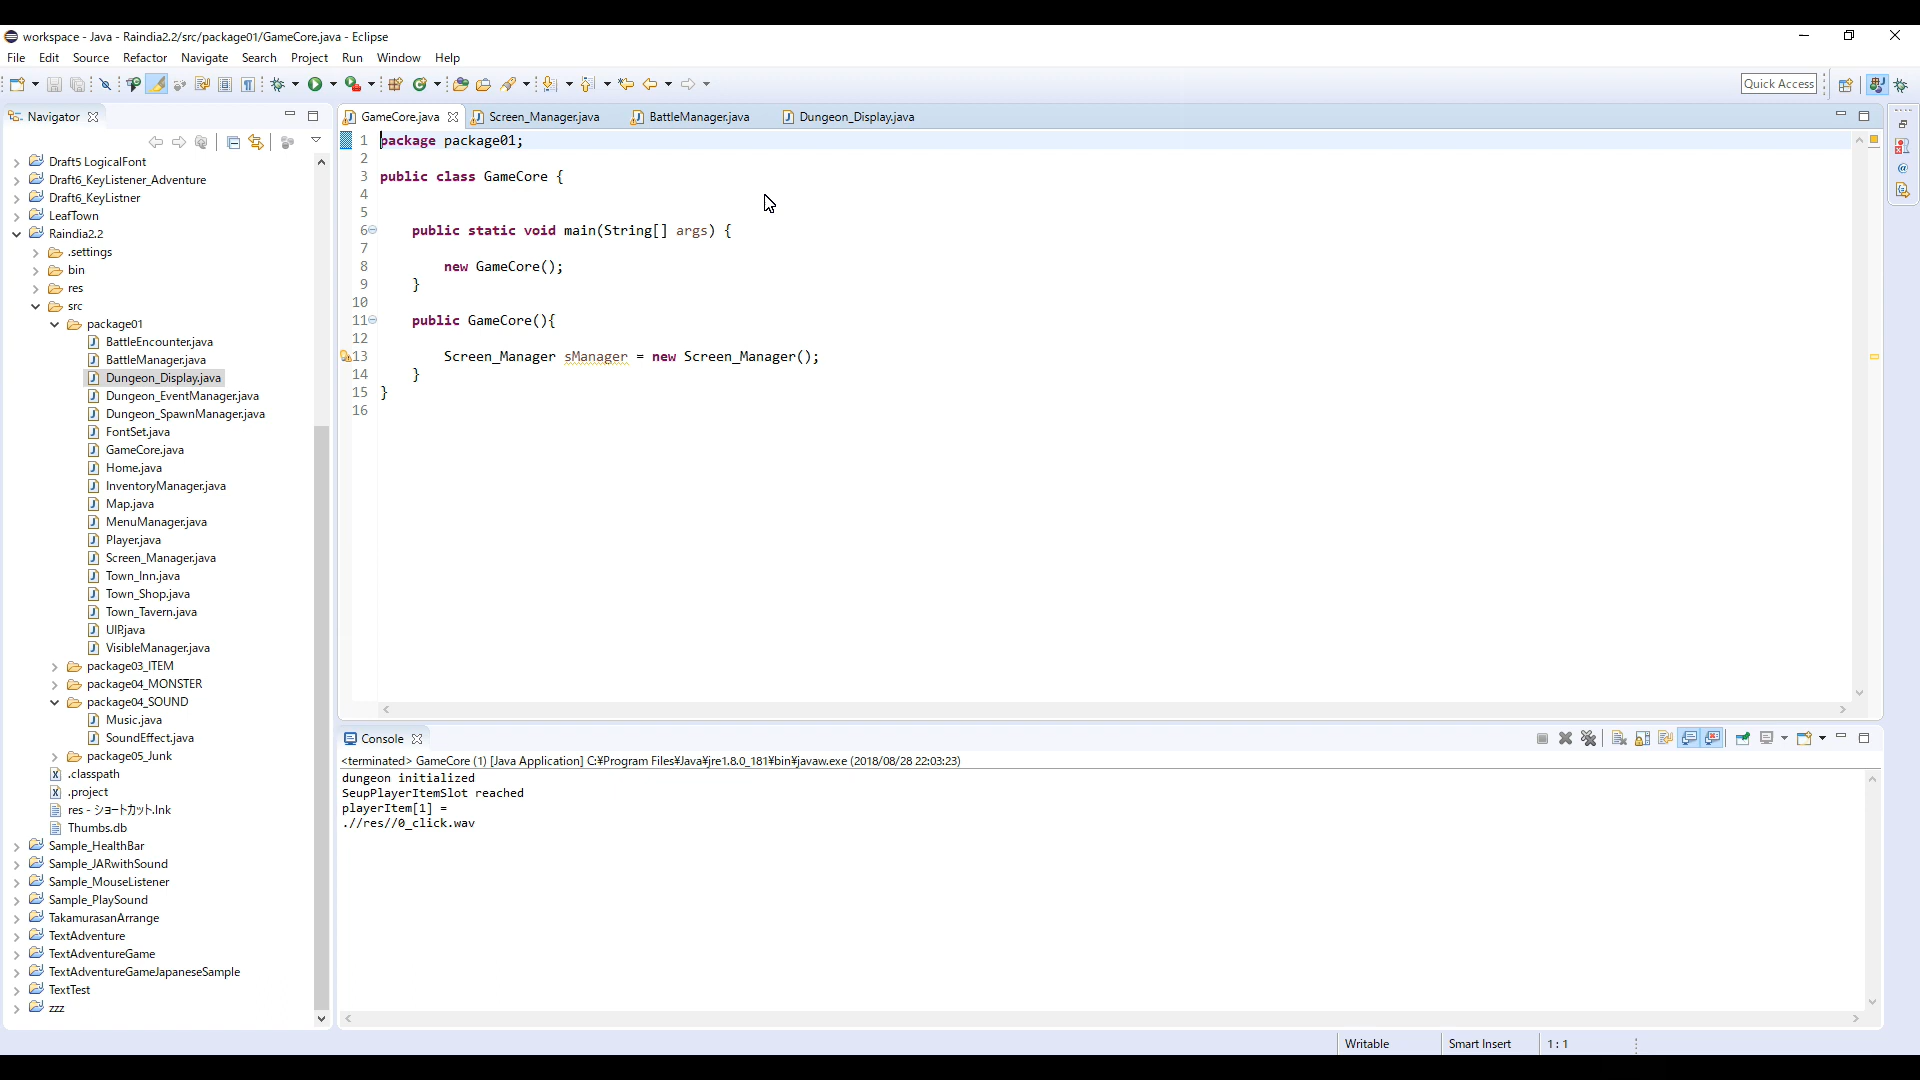 workspace - Java - Raindia2.2/src/package01/GameCore.java - Eclipse
File Edit Source Refactor Navigate Search Project Run Window Help
Quick Access
Navigator
Draft5 LogicalFont
Draft6_KeyListener_Adventure
Draft6_KeyListner
LeafTown
Raindia2.2
.settings
bin
res
src
package01
BattleEncounter.java
BattleManager.java
Dungeon_Display.java
Dungeon_EventManager.java
Dungeon_SpawnManager.java
FontSet.java
GameCore.java
Home.java
InventoryManager.java
Map.java
MenuManager.java
Player.java
Screen_Manager.java
Town_Inn.java
Town_Shop.java
Town_Tavern.java
UIP.java
VisibleManager.java
package03_ITEM
package04_MONSTER
package04_SOUND
Music.java
SoundEffect.java
package05_Junk
.classpath
.project
res - ショートカット.lnk
Thumbs.db
Sample_HealthBar
Sample_JARwithSound
Sample_MouseListener
Sample_PlaySound
TakamurasanArrange
TextAdventure
TextAdventureGame
TextAdventureGameJapaneseSample
TextTest
zzz
GameCore.java Screen_Manager.java BattleManager.java Dungeon_Display.java
1 package package01;
2
3 public class GameCore {
4
5
6 public static void main(String[] args) {
7
8 new GameCore();
9 }
10
11 public GameCore(){
12
13 Screen_Manager sManager = new Screen_Manager();
14 }
15 }
16
Console
<terminated> GameCore (1) [Java Application] C:¥Program Files¥Java¥jre1.8.0_181¥bin¥javaw.exe (2018/08/28 22:03:23)
dungeon initialized
SeupPlayerItemSlot reached
playerItem[1] =
.//res//0_click.wav
Writable Smart Insert 1 : 1